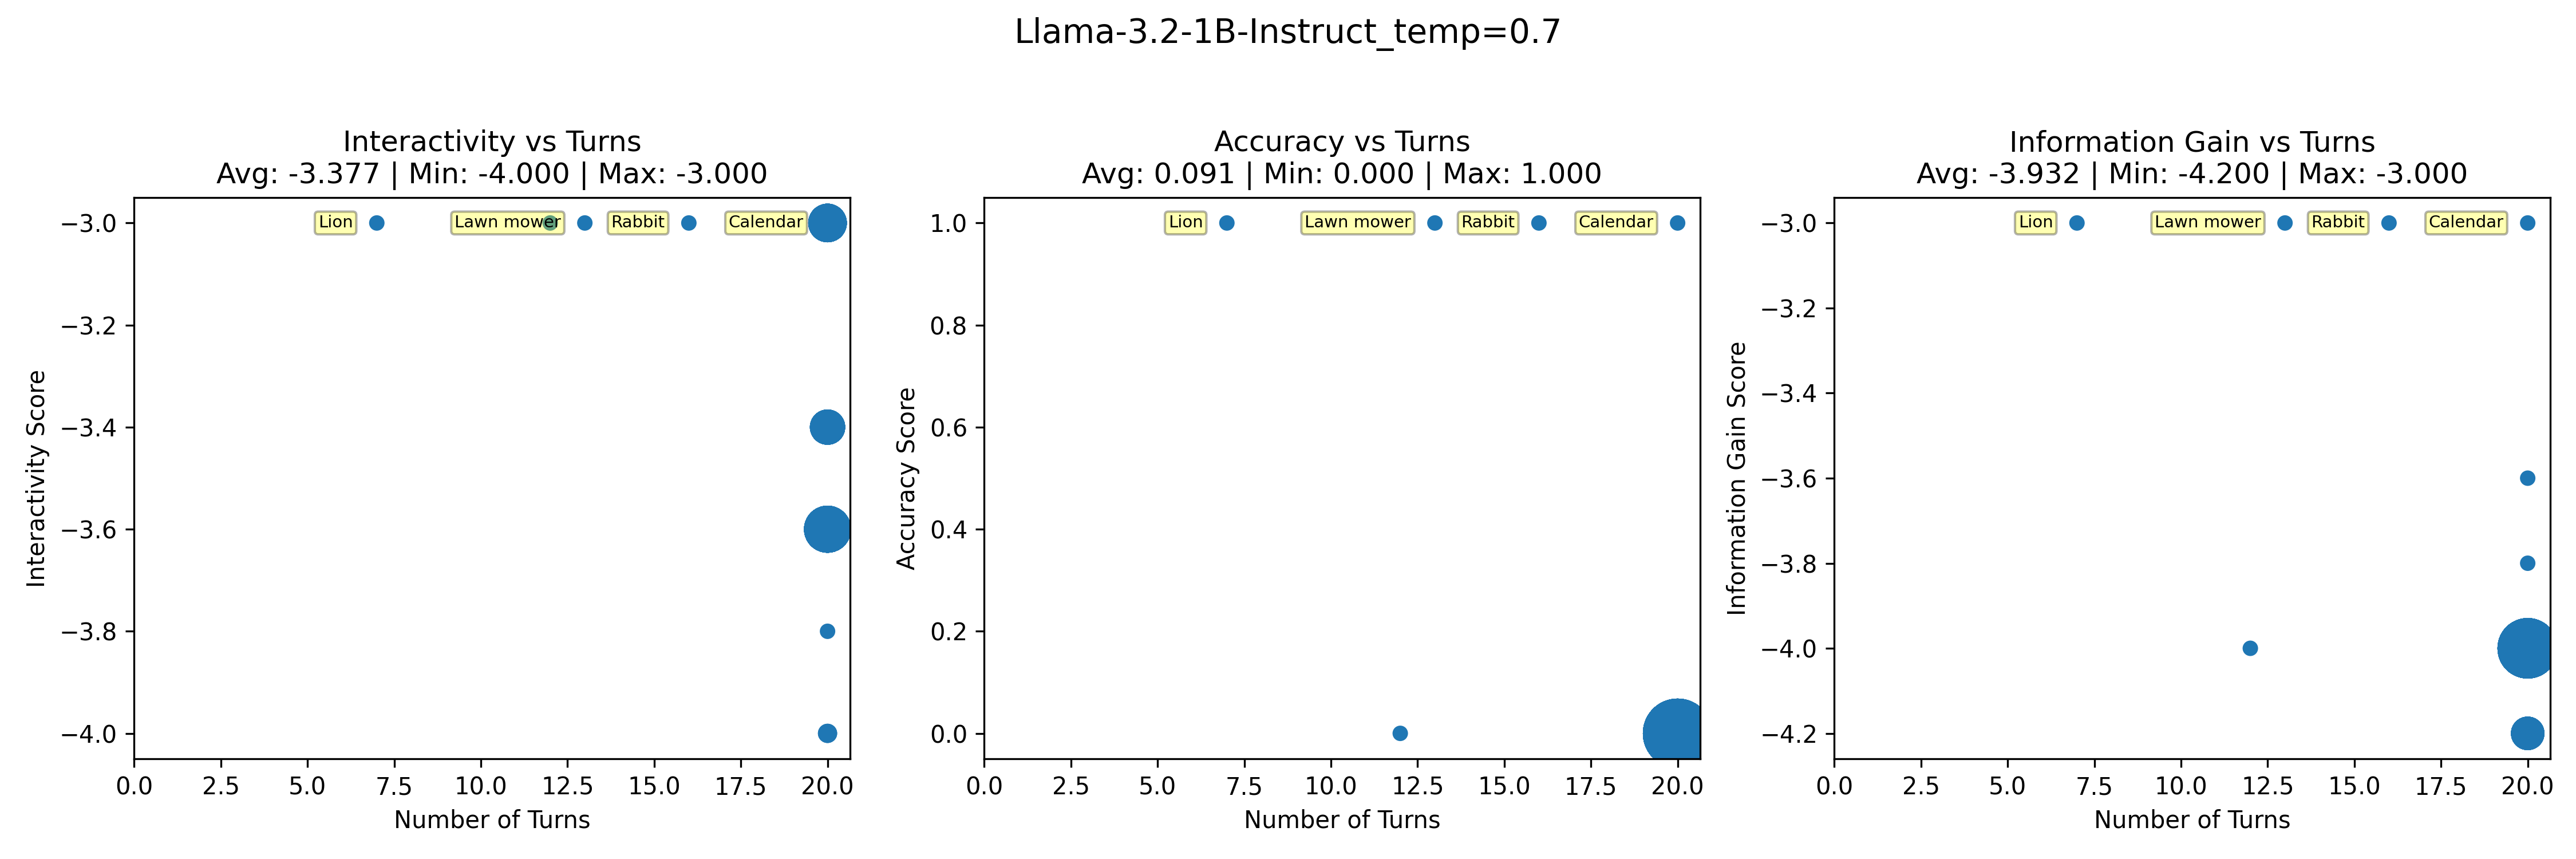 Llama-3.2-1B-Instruct_temp=0.7
Interactivity vs Turns
Avg: -3.377 | Min: -4.000 | Max: -3.000
Interactivity Score
−3.0
−3.2
−3.4
−3.6
−3.8
−4.0
Lion
Lawn mower
Rabbit
Calendar
0.0 2.5 5.0 7.5 10.0 12.5 15.0 17.5 20.0
Number of Turns
Accuracy vs Turns
Avg: 0.091 | Min: 0.000 | Max: 1.000
Accuracy Score
1.0
0.8
0.6
0.4
0.2
0.0
Lion
Lawn mower
Rabbit
Calendar
0.0 2.5 5.0 7.5 10.0 12.5 15.0 17.5 20.0
Number of Turns
Information Gain vs Turns
Avg: -3.932 | Min: -4.200 | Max: -3.000
Information Gain Score
−3.0
−3.2
−3.4
−3.6
−3.8
−4.0
−4.2
Lion
Lawn mower
Rabbit
Calendar
0.0 2.5 5.0 7.5 10.0 12.5 15.0 17.5 20.0
Number of Turns